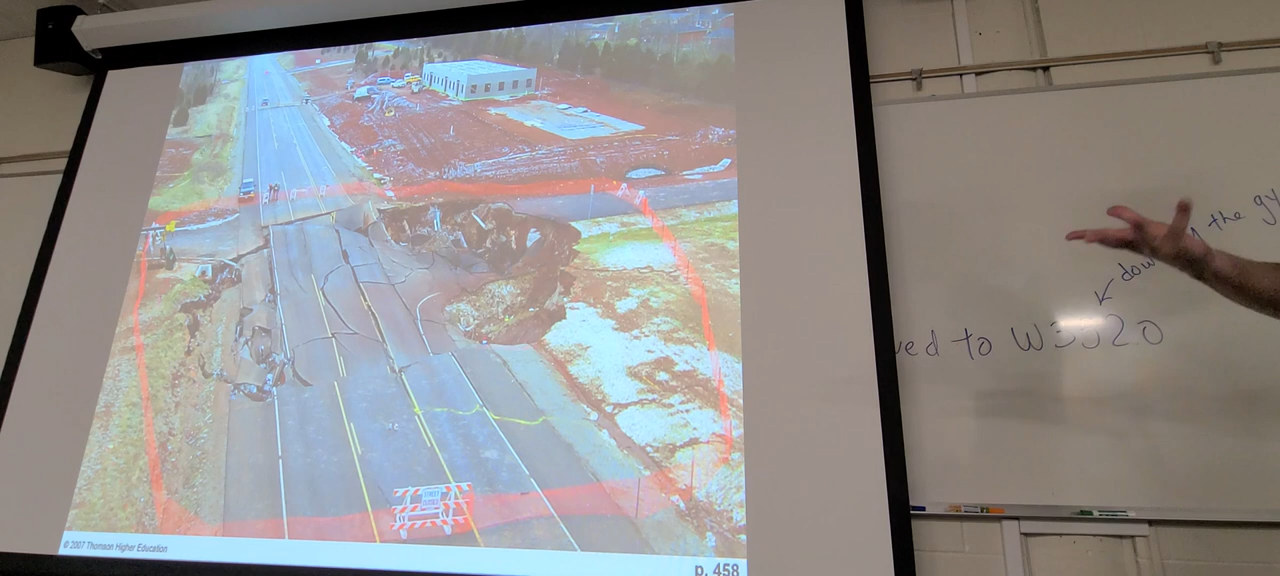 © 2007 Thomson Higher Education
p. 458
the gy
dow
ved to W3520